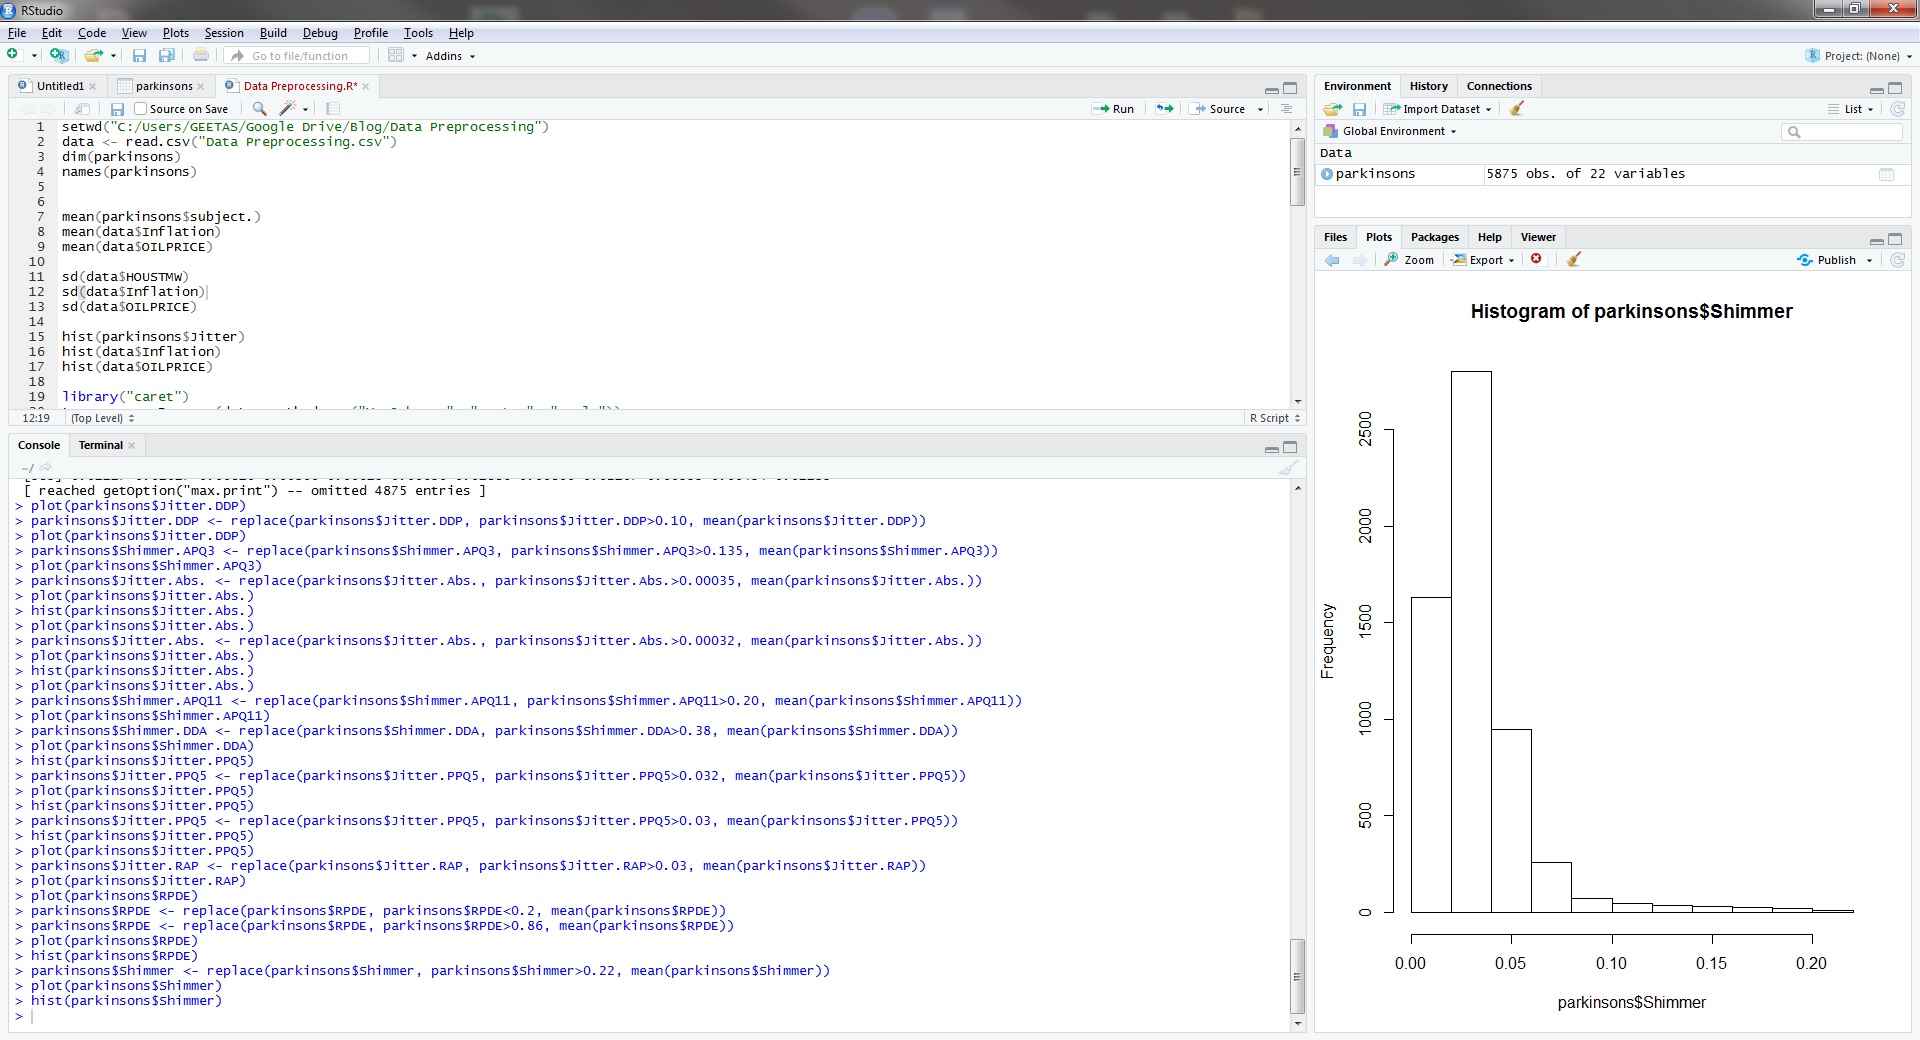 RStudio
File Edit Code View Plots Session Build Debug Profile Tools Help
Go to file/function Addins Project: (None)
Untitled1 parkinsons Data Preprocessing.R*
Source on Save Run Source
1 setwd("C:/Users/GEETAS/Google Drive/Blog/Data Preprocessing")
2 data <- read.csv("Data Preprocessing.csv")
3 dim(parkinsons)
4 names(parkinsons)
5
6
7 mean(parkinsons$subject.)
8 mean(data$Inflation)
9 mean(data$OILPRICE)
10
11 sd(data$HOUSTMW)
12 sd(data$Inflation)
13 sd(data$OILPRICE)
14
15 hist(parkinsons$Jitter)
16 hist(data$Inflation)
17 hist(data$OILPRICE)
18
19 library("caret")
12:19 (Top Level) R Script
Console Terminal
~/
[ reached getOption("max.print") -- omitted 4875 entries ]
> plot(parkinsons$Jitter.DDP)
> parkinsons$Jitter.DDP <- replace(parkinsons$Jitter.DDP, parkinsons$Jitter.DDP>0.10, mean(parkinsons$Jitter.DDP))
> plot(parkinsons$Jitter.DDP)
> parkinsons$Shimmer.APQ3 <- replace(parkinsons$Shimmer.APQ3, parkinsons$Shimmer.APQ3>0.135, mean(parkinsons$Shimmer.APQ3))
> plot(parkinsons$Shimmer.APQ3)
> parkinsons$Jitter.Abs. <- replace(parkinsons$Jitter.Abs., parkinsons$Jitter.Abs.>0.00035, mean(parkinsons$Jitter.Abs.))
> plot(parkinsons$Jitter.Abs.)
> hist(parkinsons$Jitter.Abs.)
> plot(parkinsons$Jitter.Abs.)
> parkinsons$Jitter.Abs. <- replace(parkinsons$Jitter.Abs., parkinsons$Jitter.Abs.>0.00032, mean(parkinsons$Jitter.Abs.))
> plot(parkinsons$Jitter.Abs.)
> hist(parkinsons$Jitter.Abs.)
> plot(parkinsons$Jitter.Abs.)
> parkinsons$Shimmer.APQ11 <- replace(parkinsons$Shimmer.APQ11, parkinsons$Shimmer.APQ11>0.20, mean(parkinsons$Shimmer.APQ11))
> plot(parkinsons$Shimmer.APQ11)
> parkinsons$Shimmer.DDA <- replace(parkinsons$Shimmer.DDA, parkinsons$Shimmer.DDA>0.38, mean(parkinsons$Shimmer.DDA))
> plot(parkinsons$Shimmer.DDA)
> hist(parkinsons$Jitter.PPQ5)
> parkinsons$Jitter.PPQ5 <- replace(parkinsons$Jitter.PPQ5, parkinsons$Jitter.PPQ5>0.032, mean(parkinsons$Jitter.PPQ5))
> plot(parkinsons$Jitter.PPQ5)
> hist(parkinsons$Jitter.PPQ5)
> parkinsons$Jitter.PPQ5 <- replace(parkinsons$Jitter.PPQ5, parkinsons$Jitter.PPQ5>0.03, mean(parkinsons$Jitter.PPQ5))
> hist(parkinsons$Jitter.PPQ5)
> plot(parkinsons$Jitter.PPQ5)
> parkinsons$Jitter.RAP <- replace(parkinsons$Jitter.RAP, parkinsons$Jitter.RAP>0.03, mean(parkinsons$Jitter.RAP))
> plot(parkinsons$Jitter.RAP)
> plot(parkinsons$RPDE)
> parkinsons$RPDE <- replace(parkinsons$RPDE, parkinsons$RPDE<0.2, mean(parkinsons$RPDE))
> parkinsons$RPDE <- replace(parkinsons$RPDE, parkinsons$RPDE>0.86, mean(parkinsons$RPDE))
> plot(parkinsons$RPDE)
> hist(parkinsons$RPDE)
> parkinsons$Shimmer <- replace(parkinsons$Shimmer, parkinsons$Shimmer>0.22, mean(parkinsons$Shimmer))
> plot(parkinsons$Shimmer)
> hist(parkinsons$Shimmer)
>
Environment History Connections
Import Dataset List
Global Environment
Data
parkinsons 5875 obs. of 22 variables
Files Plots Packages Help Viewer
Zoom Export Publish
Histogram of parkinsons$Shimmer
Frequency
2500
2000
1500
1000
500
0
0.00 0.05 0.10 0.15 0.20
parkinsons$Shimmer